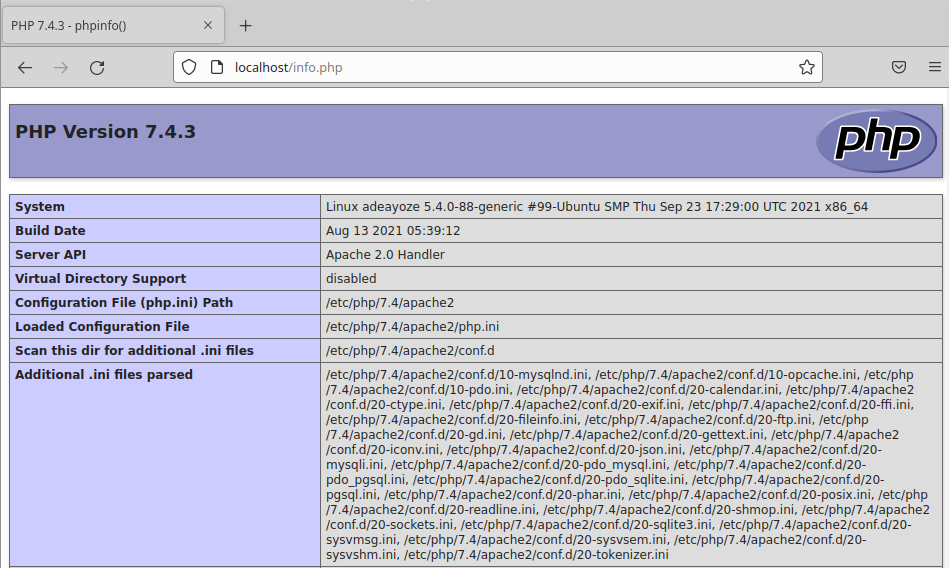 PHP 7.4.3 - phpinfo()
localhost/info.php
PHP Version 7.4.3
php
System Linux adeayoze 5.4.0-88-generic #99-Ubuntu SMP Thu Sep 23 17:29:00 UTC 2021 x86_64
Build Date Aug 13 2021 05:39:12
Server API Apache 2.0 Handler
Virtual Directory Support disabled
Configuration File (php.ini) Path /etc/php/7.4/apache2
Loaded Configuration File /etc/php/7.4/apache2/php.ini
Scan this dir for additional .ini files /etc/php/7.4/apache2/conf.d
Additional .ini files parsed /etc/php/7.4/apache2/conf.d/10-mysqlnd.ini, /etc/php/7.4/apache2/conf.d/10-opcache.ini, /etc/php
/7.4/apache2/conf.d/10-pdo.ini, /etc/php/7.4/apache2/conf.d/20-calendar.ini, /etc/php/7.4/apache2
/conf.d/20-ctype.ini, /etc/php/7.4/apache2/conf.d/20-exif.ini, /etc/php/7.4/apache2/conf.d/20-ffi.ini,
/etc/php/7.4/apache2/conf.d/20-fileinfo.ini, /etc/php/7.4/apache2/conf.d/20-ftp.ini, /etc/php
/7.4/apache2/conf.d/20-gd.ini, /etc/php/7.4/apache2/conf.d/20-gettext.ini, /etc/php/7.4/apache2
/conf.d/20-iconv.ini, /etc/php/7.4/apache2/conf.d/20-json.ini, /etc/php/7.4/apache2/conf.d/20-
mysqli.ini, /etc/php/7.4/apache2/conf.d/20-pdo_mysql.ini, /etc/php/7.4/apache2/conf.d/20-
pdo_pgsql.ini, /etc/php/7.4/apache2/conf.d/20-pdo_sqlite.ini, /etc/php/7.4/apache2/conf.d/20-
pgsql.ini, /etc/php/7.4/apache2/conf.d/20-phar.ini, /etc/php/7.4/apache2/conf.d/20-posix.ini, /etc/php
/7.4/apache2/conf.d/20-readline.ini, /etc/php/7.4/apache2/conf.d/20-shmop.ini, /etc/php/7.4/apache2
/conf.d/20-sockets.ini, /etc/php/7.4/apache2/conf.d/20-sqlite3.ini, /etc/php/7.4/apache2/conf.d/20-
sysvmsg.ini, /etc/php/7.4/apache2/conf.d/20-sysvsem.ini, /etc/php/7.4/apache2/conf.d/20-
sysvshm.ini, /etc/php/7.4/apache2/conf.d/20-tokenizer.ini